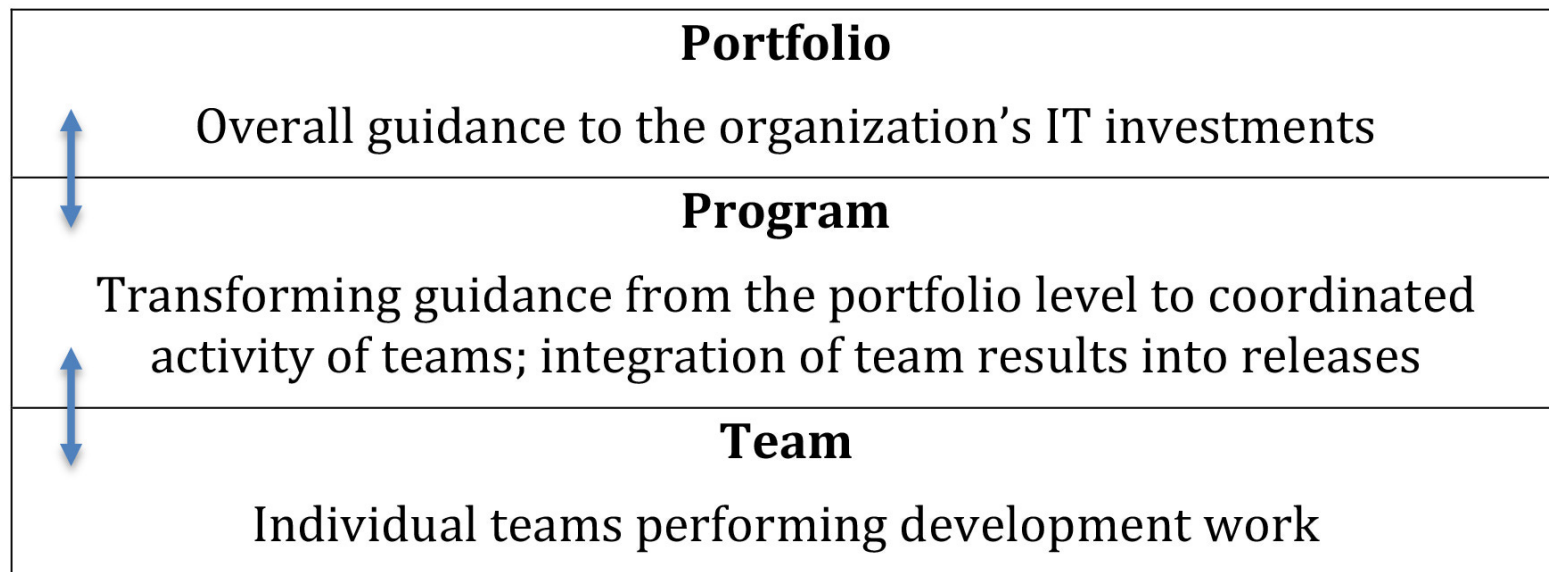 Portfolio
Overall guidance to the organization’s IT investments
Program
Transforming guidance from the portfolio level to coordinated
activity of teams; integration of team results into releases
Team
Individual teams performing development work